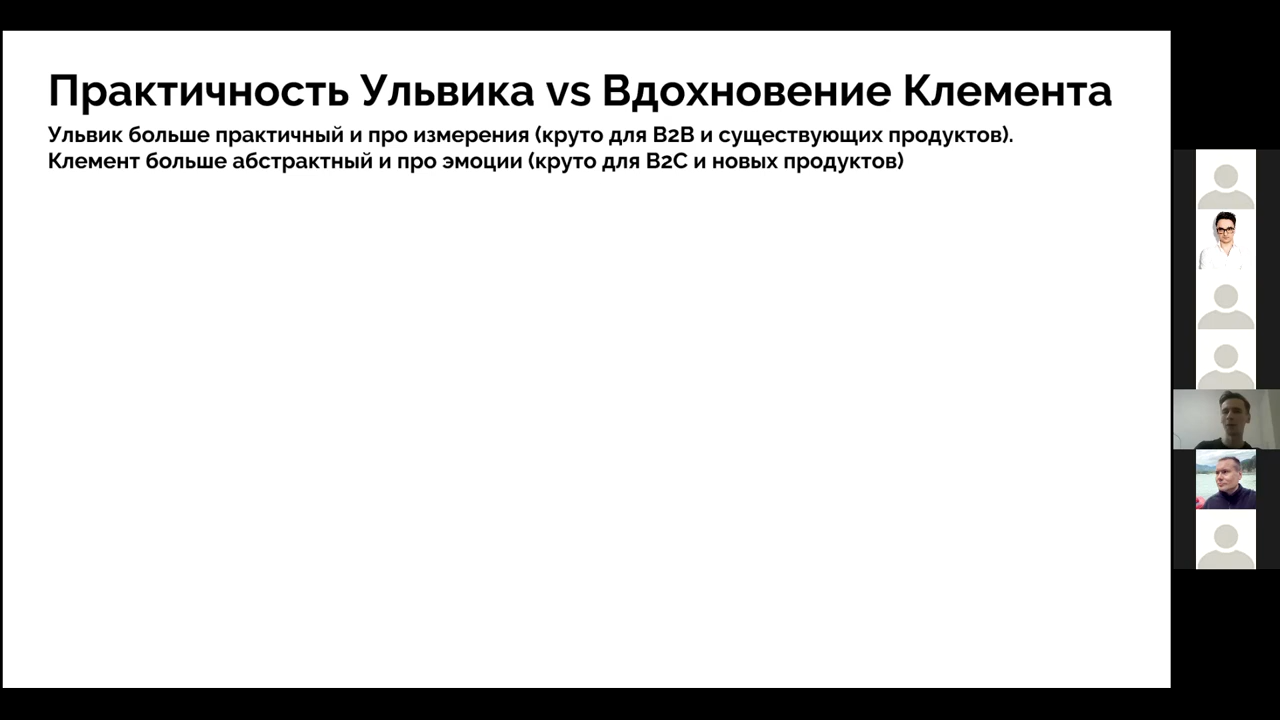 Практичность Ульвика vs Вдохновение Клемента
Ульвик больше практичный и про измерения (круто для B2B и существующих продуктов).
Клемент больше абстрактный и про эмоции (круто для B2C и новых продуктов)